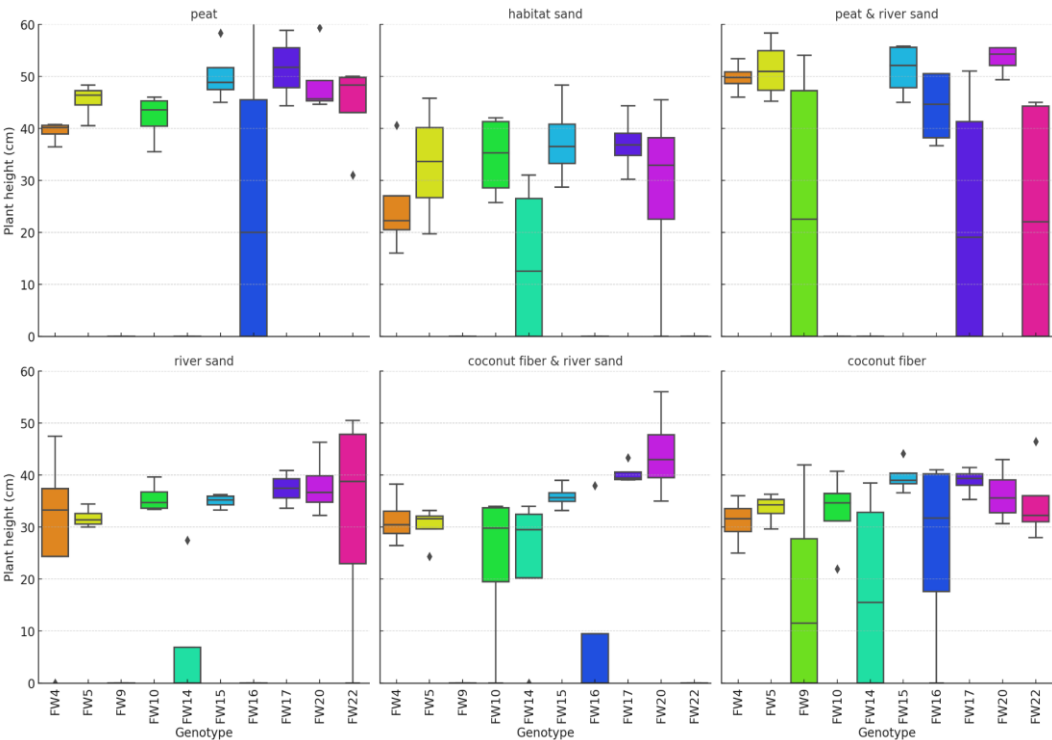 peat
habitat sand
peat & river sand
Plant height (cm)
60
50
40
30
20
10
0
river sand
coconut fiber & river sand
coconut fiber
Plant height (cm)
60
50
40
30
20
10
0
FW4 FW5 FW9 FW10 FW14 FW15 FW16 FW17 FW20 FW22
Genotype
FW4 FW5 FW9 FW10 FW14 FW15 FW16 FW17 FW20 FW22
Genotype
FW4 FW5 FW9 FW10 FW14 FW15 FW16 FW17 FW20 FW22
Genotype